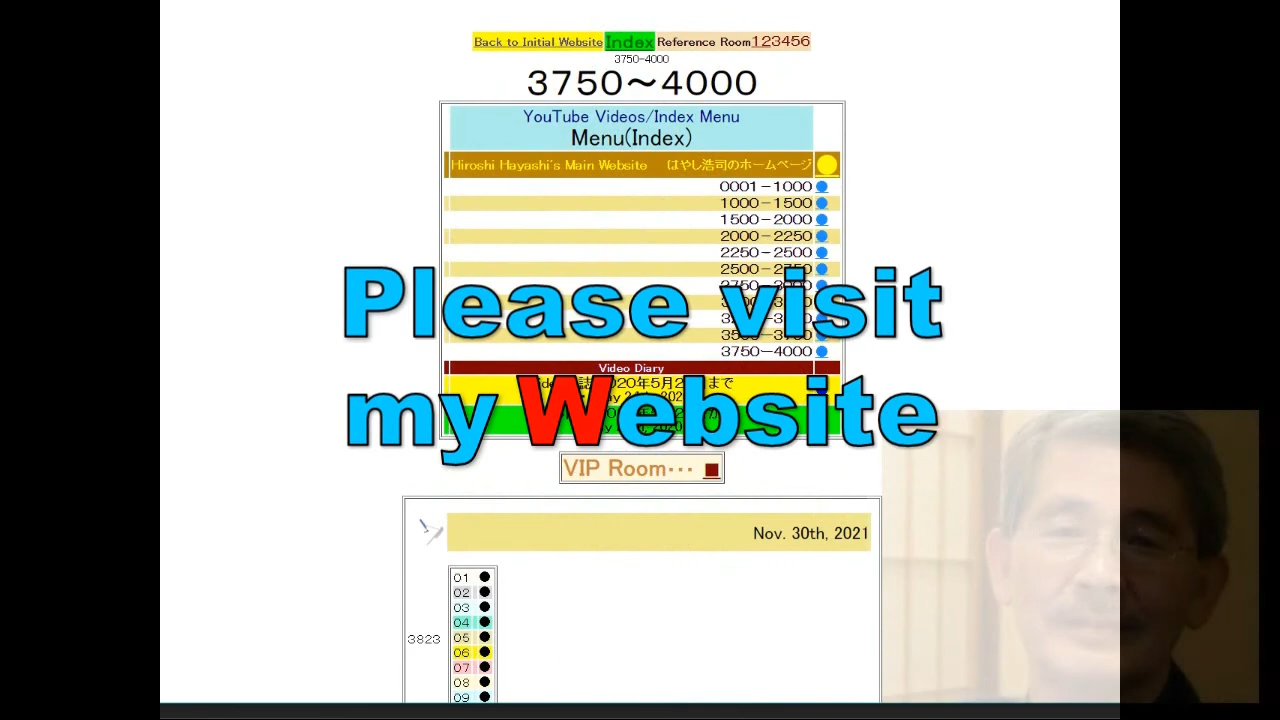 Back to Initial Website Index Reference Room123456
3750-4000
3750～4000
YouTube Videos/Index Menu
Menu(Index)
Hiroshi Hayashi's Main Website はやし浩司のホームページ
0001－1000
1000－1500
1500－2000
2000－2250
2250－2500
2500－2750
3750－4000
Video Diary
Please visit
my Website
VIP Room･･･
Nov. 30th, 2021
01
02
03
04
3823
05
06
07
08
09